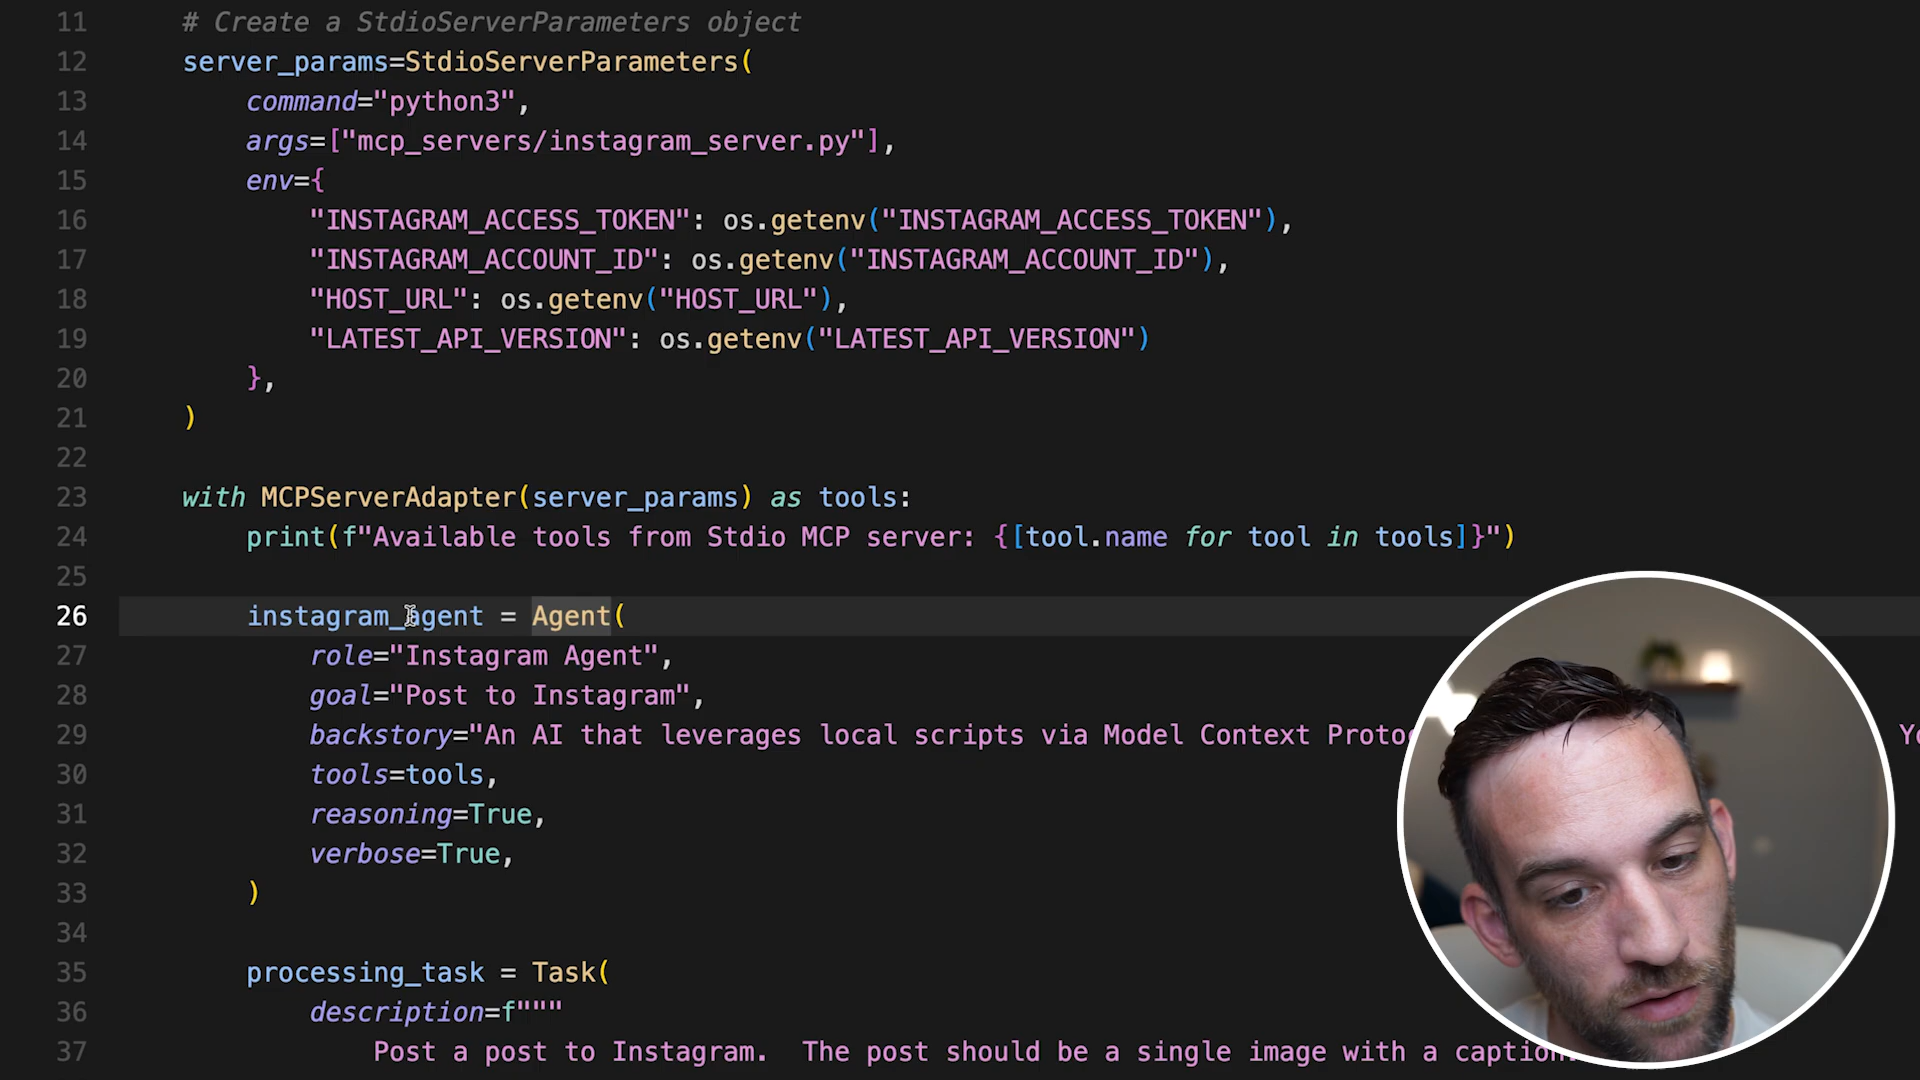 11 # Create a StdioServerParameters object
12 server_params=StdioServerParameters(
13 command="python3",
14 args=["mcp_servers/instagram_server.py"],
15 env={
16 "INSTAGRAM_ACCESS_TOKEN": os.getenv("INSTAGRAM_ACCESS_TOKEN"),
17 "INSTAGRAM_ACCOUNT_ID": os.getenv("INSTAGRAM_ACCOUNT_ID"),
18 "HOST_URL": os.getenv("HOST_URL"),
19 "LATEST_API_VERSION": os.getenv("LATEST_API_VERSION")
20 },
21 )
22
23 with MCPServerAdapter(server_params) as tools:
24 print(f"Available tools from Stdio MCP server: {[tool.name for tool in tools]}")
25
26 instagram_agent = Agent(
27 role="Instagram Agent",
28 goal="Post to Instagram",
29 backstory="An AI that leverages local scripts via Model Context
30 tools=tools,
31 reasoning=True,
32 verbose=True,
33 )
34
35 processing_task = Task(
36 description=f"""
37 Post a post to Instagram. The post should be a single image with a caption